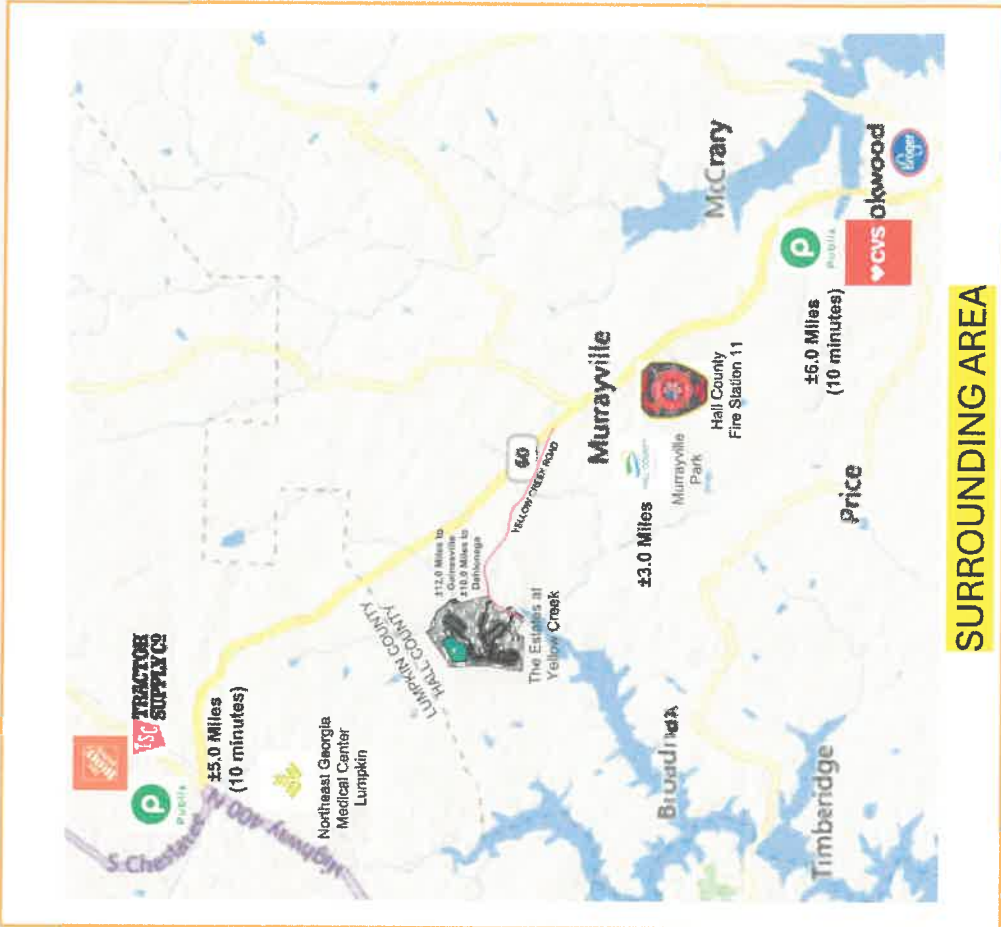 S Chestatee
Highway 400 N
Publix
TSC TRACTOR
SUPPLY CO
±5.0 Miles
(10 minutes)
Northeast Georgia
Medical Center
Lumpkin
LUMPKIN COUNTY
HALL COUNTY
±12.0 Miles to
Gainesville
±10.0 Miles to
Dahlonega
The Estates at
Yellow Creek
60
YELLOW CREEK ROAD
Murrayville
HALL COUNTY
±3.0 Miles
Murrayville
Park
Hall County
Fire Station 11
McCrary
Timberidge
Price
Publix
±6.0 Miles
(10 minutes)
CVS
okwood
Kroger
SURROUNDING AREA